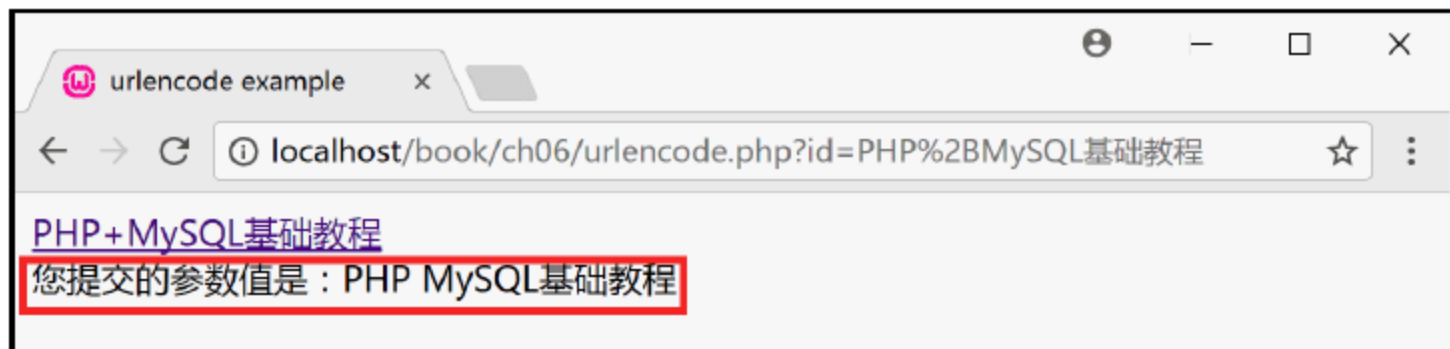 urlencode example
localhost/book/ch06/urlencode.php?id=PHP%2BMySQL基础教程
PHP+MySQL基础教程
您提交的参数值是：PHP MySQL基础教程